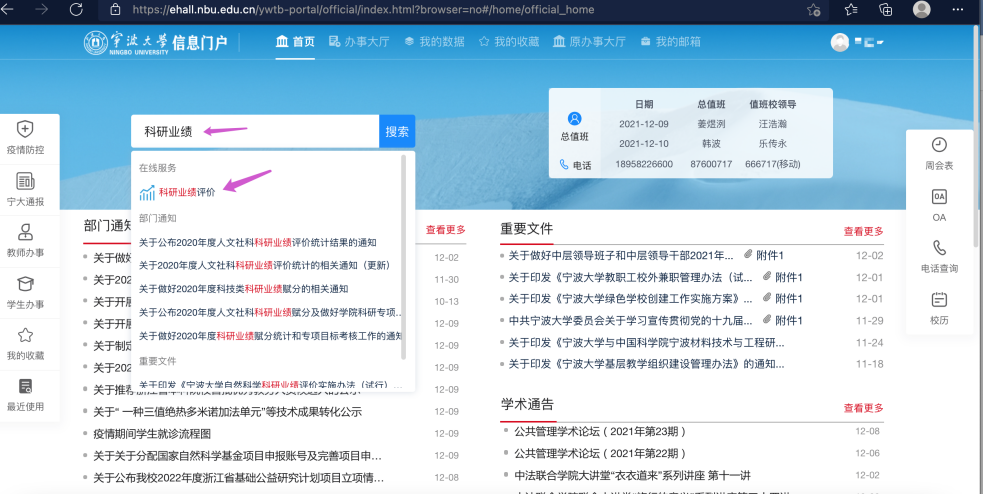 https://ehall.nbu.edu.cn/ywtb-portal/official/index.html?browser=no#/home/official_home
宁波大学 信息门户
NINGBO UNIVERSITY
首页
办事大厅
我的数据
我的收藏
原办事大厅
我的邮箱
疫情防控
宁大通报
教师办事
学生办事
我的收藏
最近使用
科研业绩
搜索
在线服务
科研业绩评价
部门通知
关于公布2020年度人文社科科研业绩评价统计结果的通知
关于2020年度人文社科科研业绩评价统计的相关通知（更新）
关于做好2020年度科技类科研业绩赋分的相关通知
关于公布2020年度人文社科科研业绩赋分及做好学院科研专项...
关于做好2020年度科研业绩赋分统计和专项目标考核工作的通知
重要文件
关于印发《宁波大学自然科学科研业绩评价实施办法（试行）...
总值班
电话
日期 总值班 值班校领导
2021-12-09 姜煜洌 汪浩瀚
2021-12-10 韩波 乐传永
18958226600 87600717 666717(移动)
周会表
OA
OA
电话查询
校历
部门通知
查看更多
关于做好 12-02
关于202 11-30
关于开展 10-13
关于开展 12-09
关于制定 12-09
关于202 12-09
关于推荐 12-09
关于“ 一种三值绝热多米诺加法单元”等技术成果转化公示 12-09
疫情期间学生就诊流程图 12-09
关于关于分配国家自然科学基金项目申报账号及完善项目申... 12-09
关于公布我校2022年度浙江省基础公益研究计划项目立项情... 12-08
重要文件
查看更多
关于做好中层领导班子和中层领导干部2021年... 附件1 12-02
关于印发《宁波大学教职工校外兼职管理办法（试... 附件1 12-01
关于印发《宁波大学绿色学校创建工作实施方案》... 附件1 12-01
中共宁波大学委员会关于学习宣传贯彻党的十九届... 附件1 11-29
关于印发《宁波大学与中国科学院宁波材料技术与工程研... 11-24
关于印发《宁波大学基层教学组织建设管理办法》的通知... 11-18
学术通告
查看更多
公共管理学术论坛（ 2021年第23期 ） 12-08
公共管理学术论坛（ 2021年第22期 ） 12-06
中法联合学院大讲堂“衣衣道来”系列讲座 第十一讲 12-02